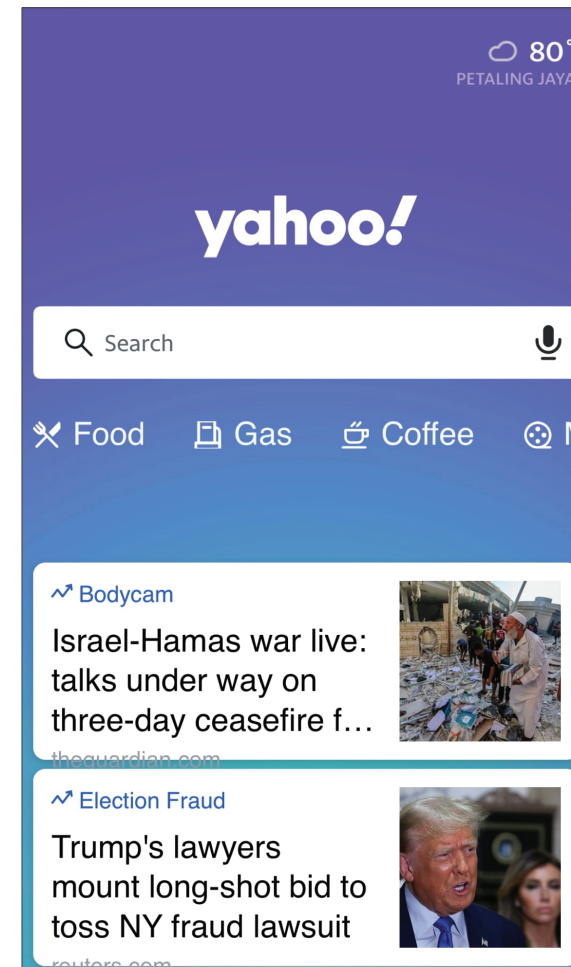 80°
PETALING JAYA
yahoo!
Search
Food Gas Coffee M
Bodycam
Israel-Hamas war live:
talks under way on
three-day ceasefire f…
theguardian.com
Election Fraud
Trump's lawyers
mount long-shot bid to
toss NY fraud lawsuit
reuters.com